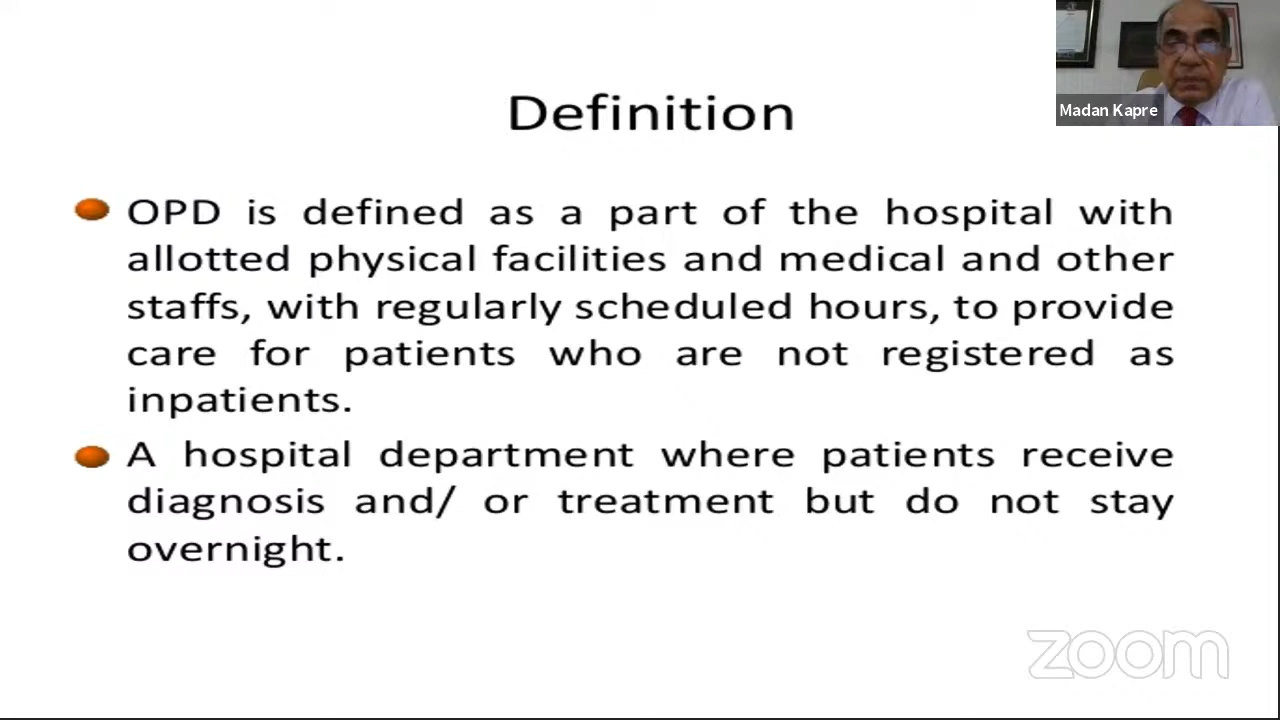 Definition
Madan Kapre
OPD is defined as a part of the hospital with
allotted physical facilities and medical and other
staffs, with regularly scheduled hours, to provide
care for patients who are not registered as
inpatients.
A hospital department where patients receive
diagnosis and/ or treatment but do not stay
overnight.
zoom